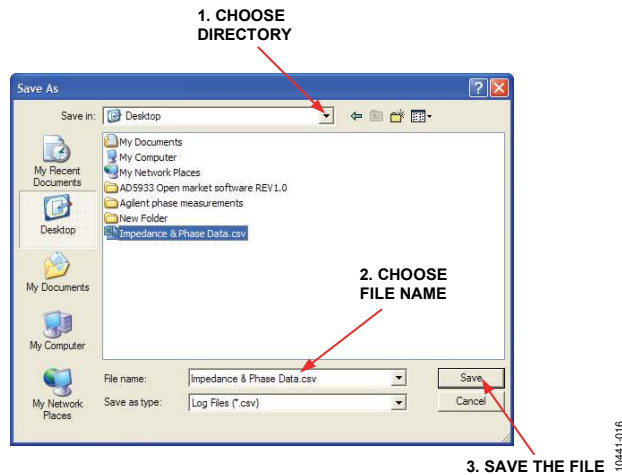 1. CHOOSE
DIRECTORY
Save As
Save in:
Desktop
My Documents
My Computer
My Network Places
AD5933 Open market software REV1.0
Agilent phase measurements
New Folder
Impedance & Phase Data.csv
My Recent
Documents
Desktop
My Documents
My Computer
My Network
Places
2. CHOOSE
FILE NAME
File name:
Impedance & Phase Data.csv
Save
Save as type:
Log Files (*.csv)
Cancel
3. SAVE THE FILE
10441-016